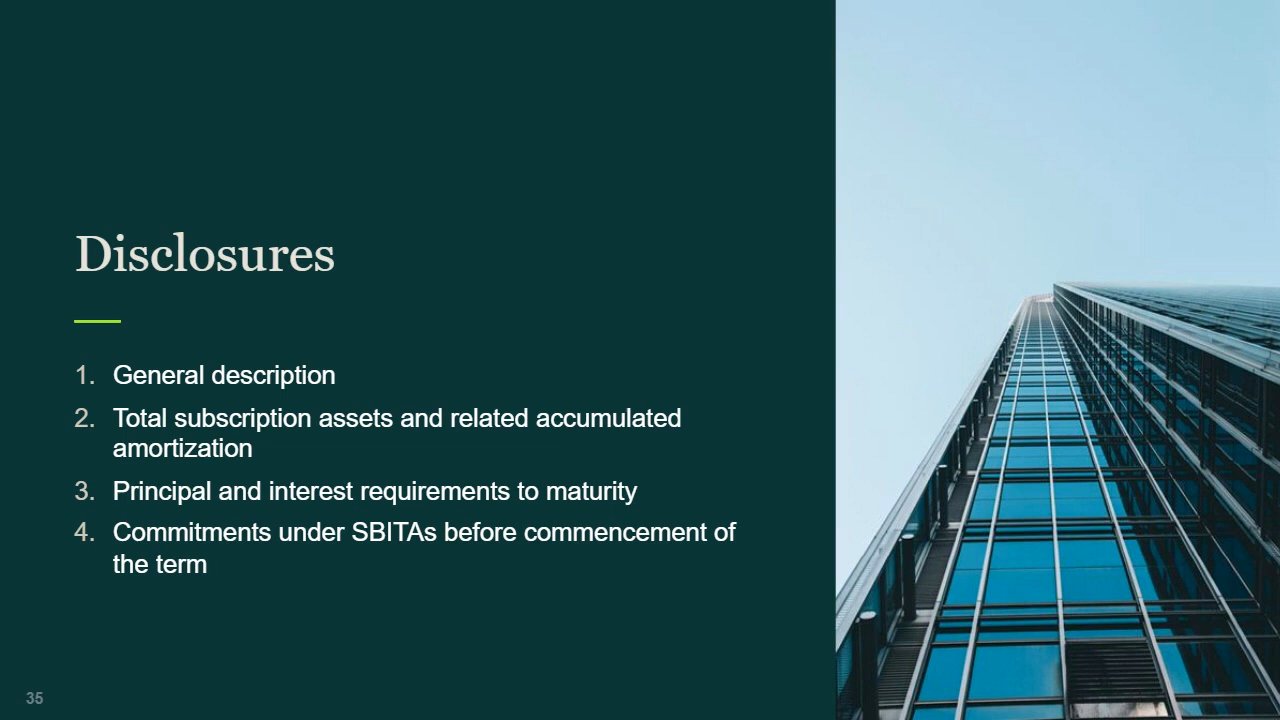 Disclosures
1. General description
2. Total subscription assets and related accumulated
amortization
3. Principal and interest requirements to maturity
4. Commitments under SBITAs before commencement of
the term
35